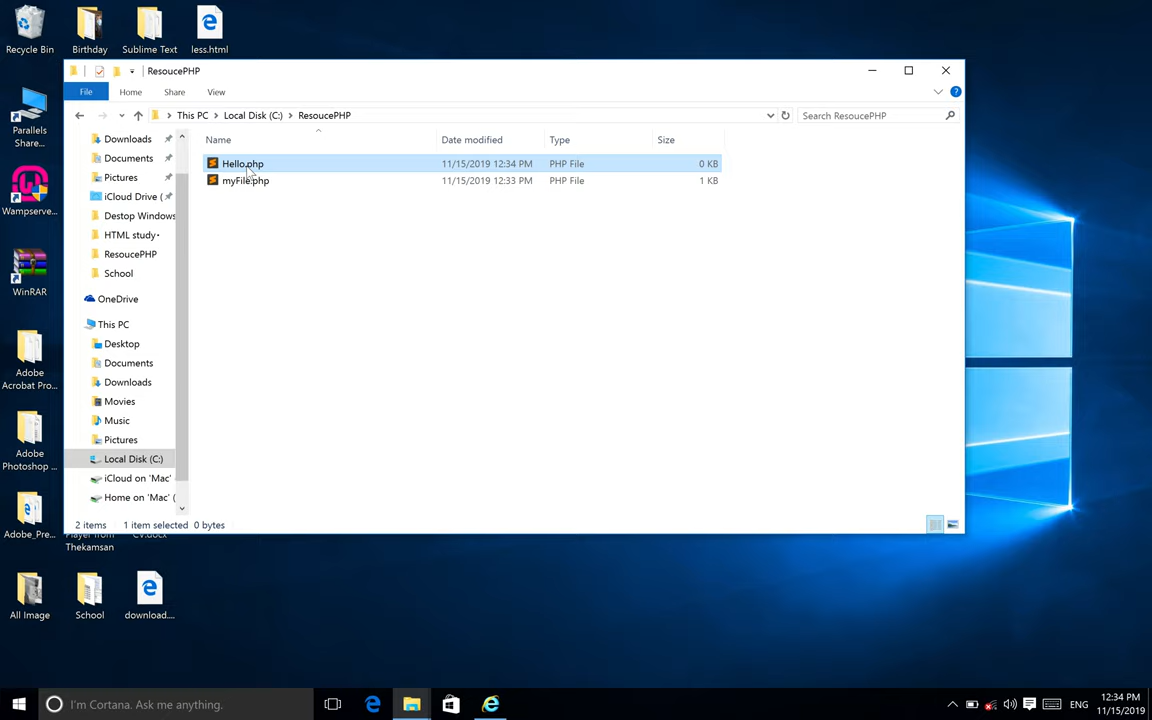 Recycle Bin
Birthday
Sublime Text
less.html
ResoucePHP
File
Home
Share
View
This PC
Local Disk (C:)
ResoucePHP
Search ResoucePHP
Name
Date modified
Type
Size
Hello.php
11/15/2019 12:34 PM
PHP File
0 KB
myFile.php
11/15/2019 12:33 PM
PHP File
1 KB
Downloads
Documents
Pictures
iCloud Drive (
Destop Windows
HTML study
ResoucePHP
School
OneDrive
This PC
Desktop
Documents
Downloads
Movies
Music
Pictures
Local Disk (C:)
iCloud on 'Mac'
Home on 'Mac' (
2 items
1 item selected 0 bytes
Parallels
Share...
Wampserve...
WinRAR
Adobe
Acrobat Pro...
Adobe
Photoshop ...
Adobe_Pre...
Player from
Thekamsan
CV.docx
All Image
School
download....
I'm Cortana. Ask me anything.
ENG
12:34 PM
11/15/2019